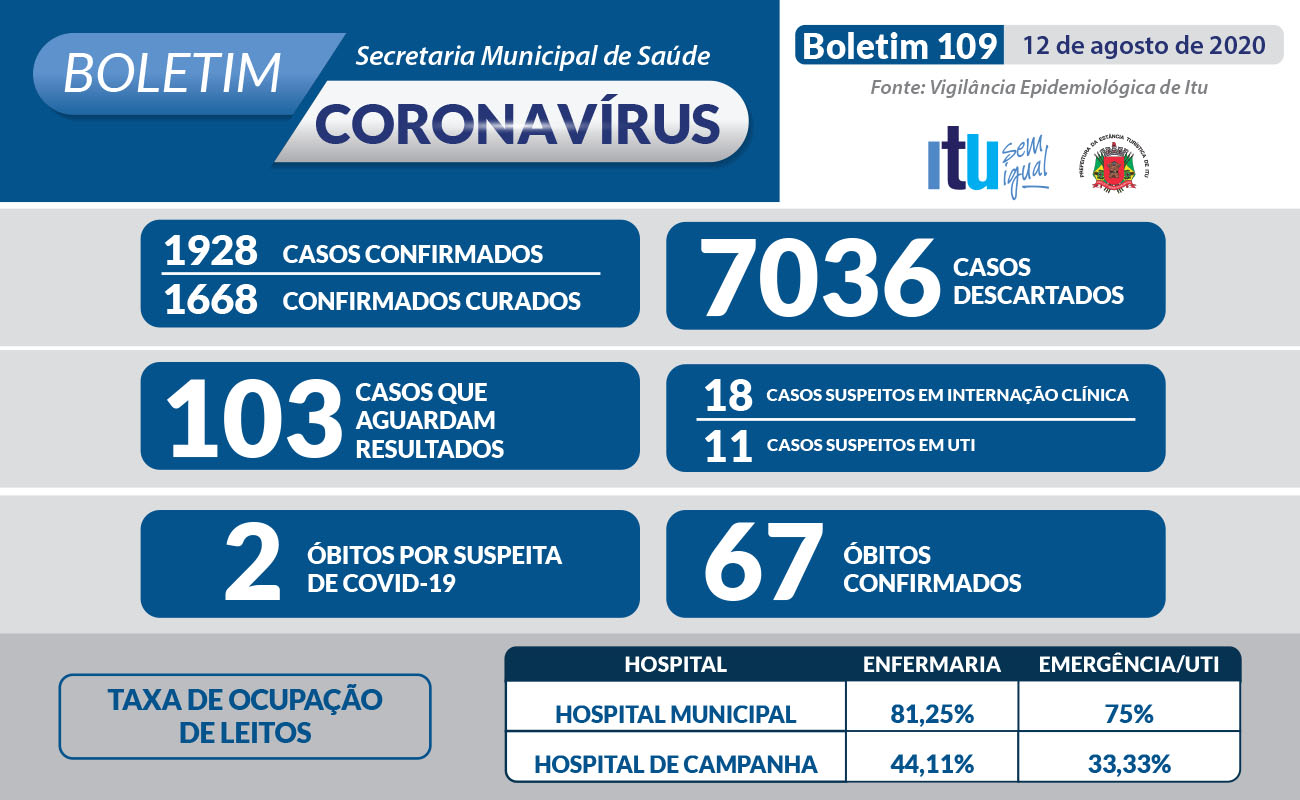 BOLETIM
Secretaria Municipal de Saúde
CORONAVÍRUS
Boletim 109
12 de agosto de 2020
Fonte: Vigilância Epidemiológica de Itu
itu
sem
igual
PREFEITURA DA ESTÂNCIA TURÍSTICA DE ITU
1928 CASOS CONFIRMADOS
1668 CONFIRMADOS CURADOS
7036 CASOS
DESCARTADOS
103 CASOS QUE
AGUARDAM
RESULTADOS
18 CASOS SUSPEITOS EM INTERNAÇÃO CLÍNICA
11 CASOS SUSPEITOS EM UTI
2 ÓBITOS POR SUSPEITA
DE COVID-19
67 ÓBITOS
CONFIRMADOS
TAXA DE OCUPAÇÃO
DE LEITOS
HOSPITAL ENFERMARIA EMERGÊNCIA/UTI
HOSPITAL MUNICIPAL 81,25% 75%
HOSPITAL DE CAMPANHA 44,11% 33,33%